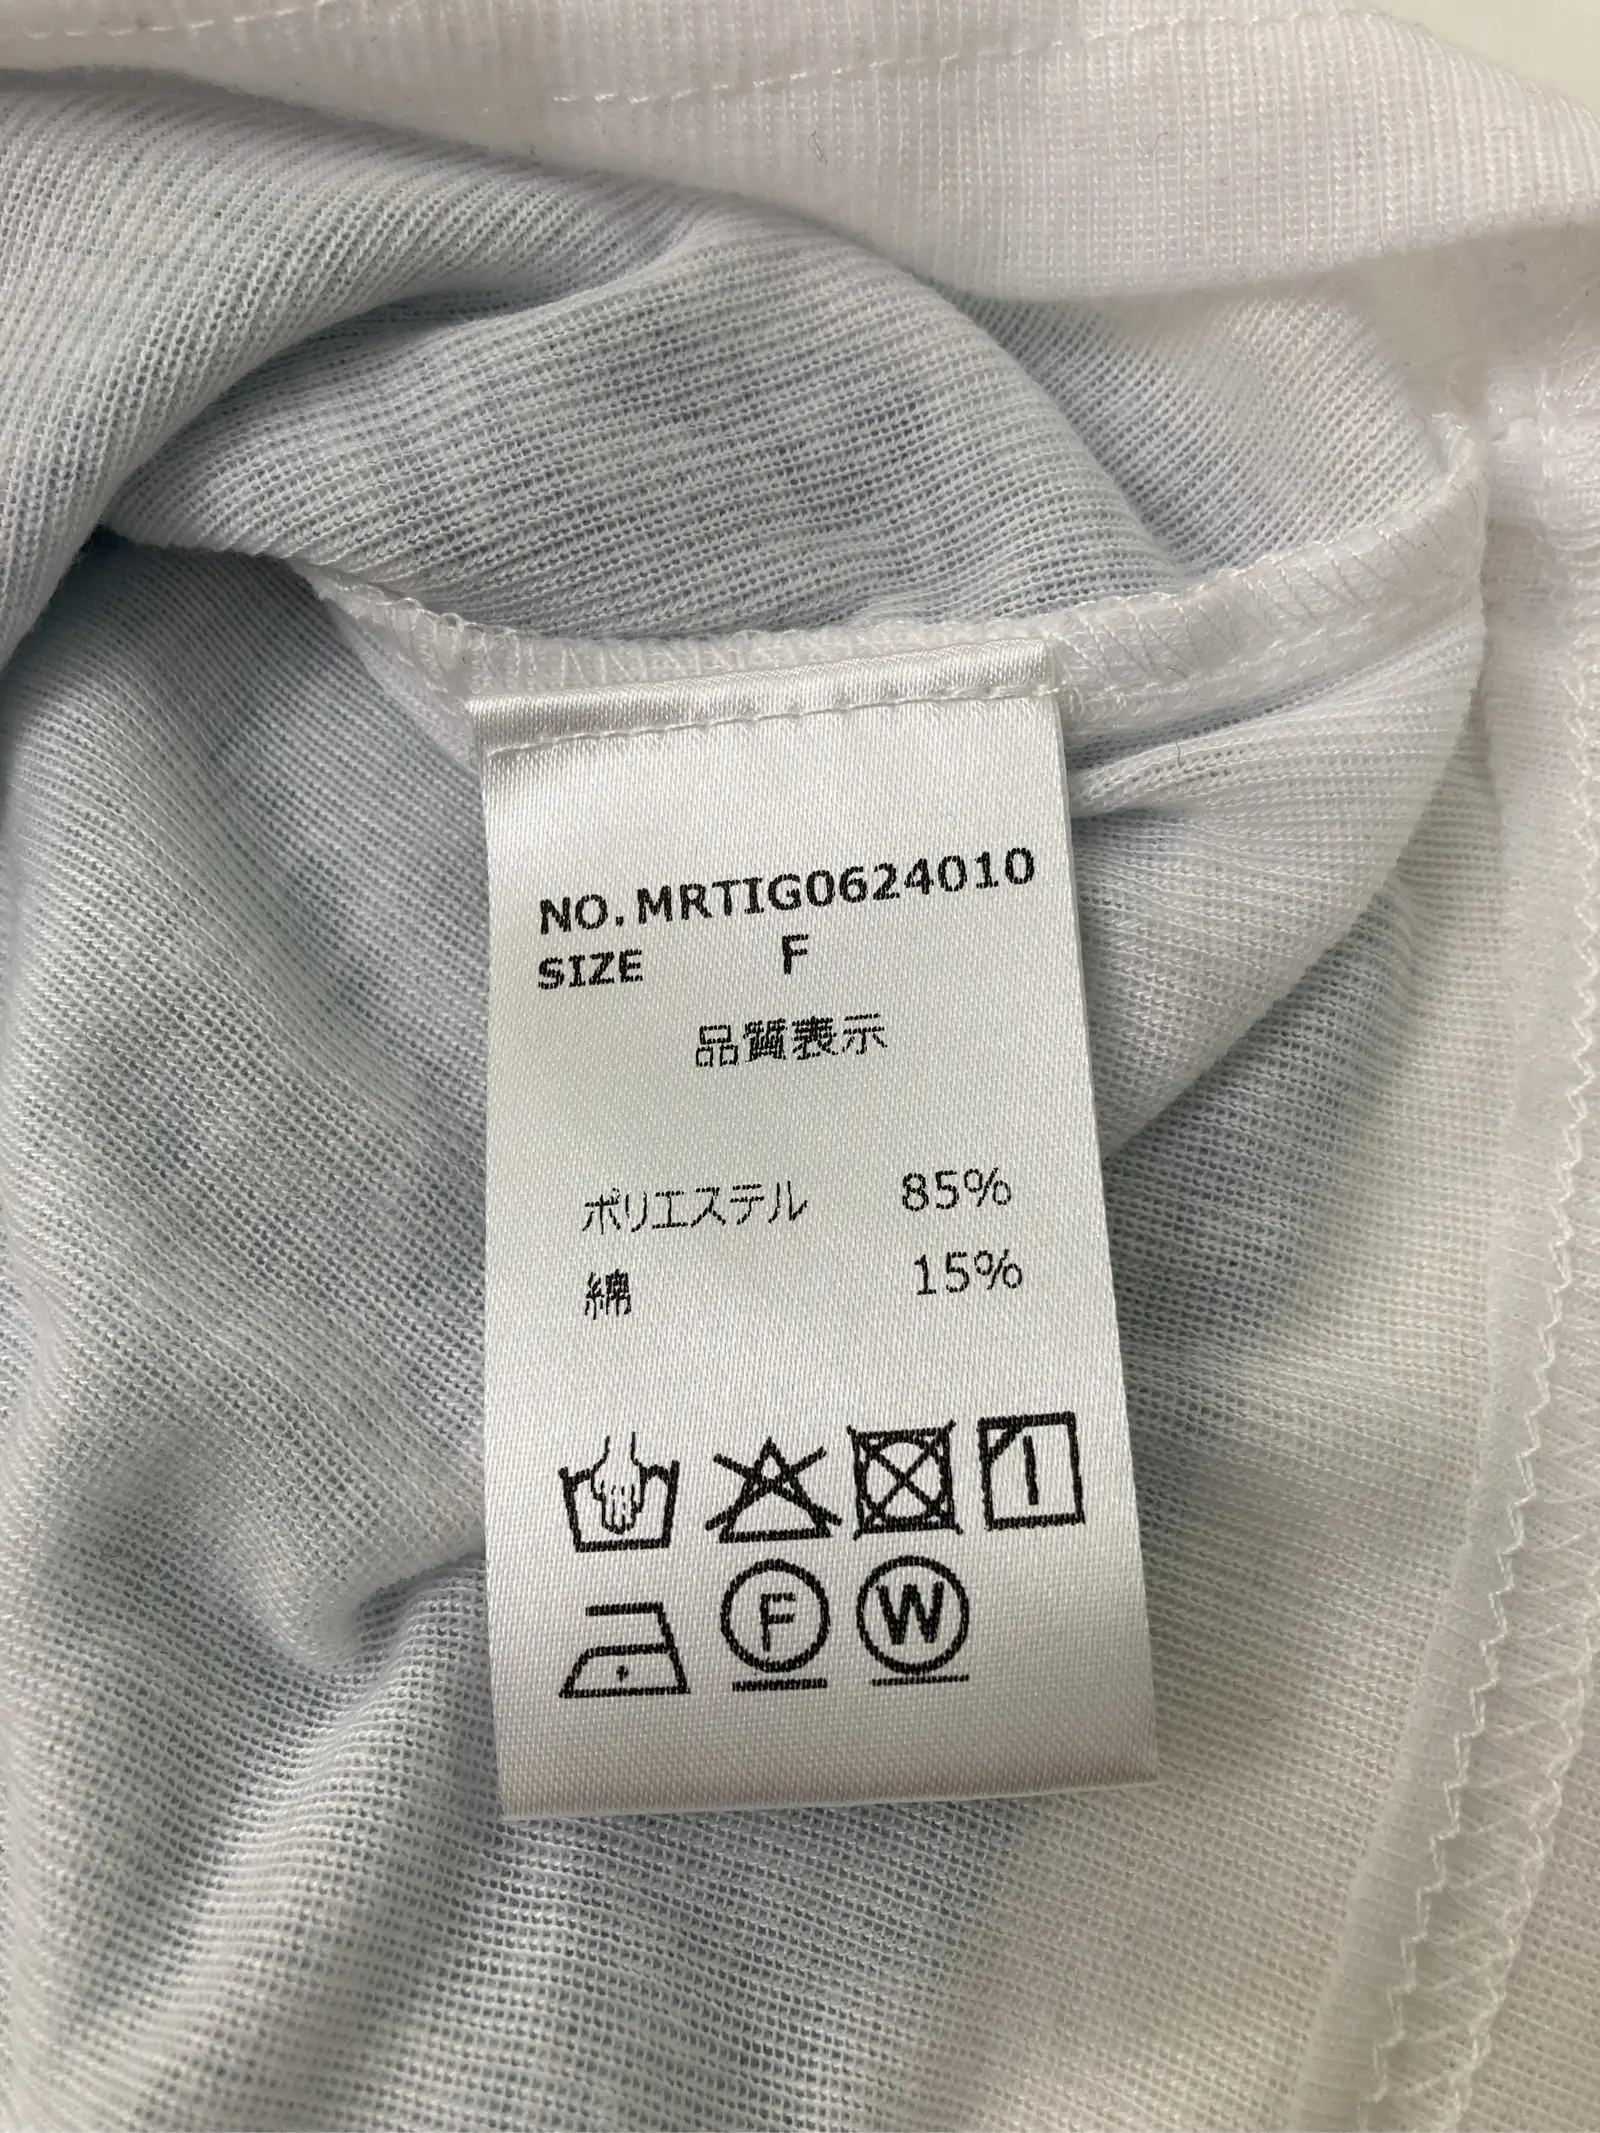 NO.MRTIG0624010
SIZE F
品質表示
ポリエステル 85%
綿 15%
F W